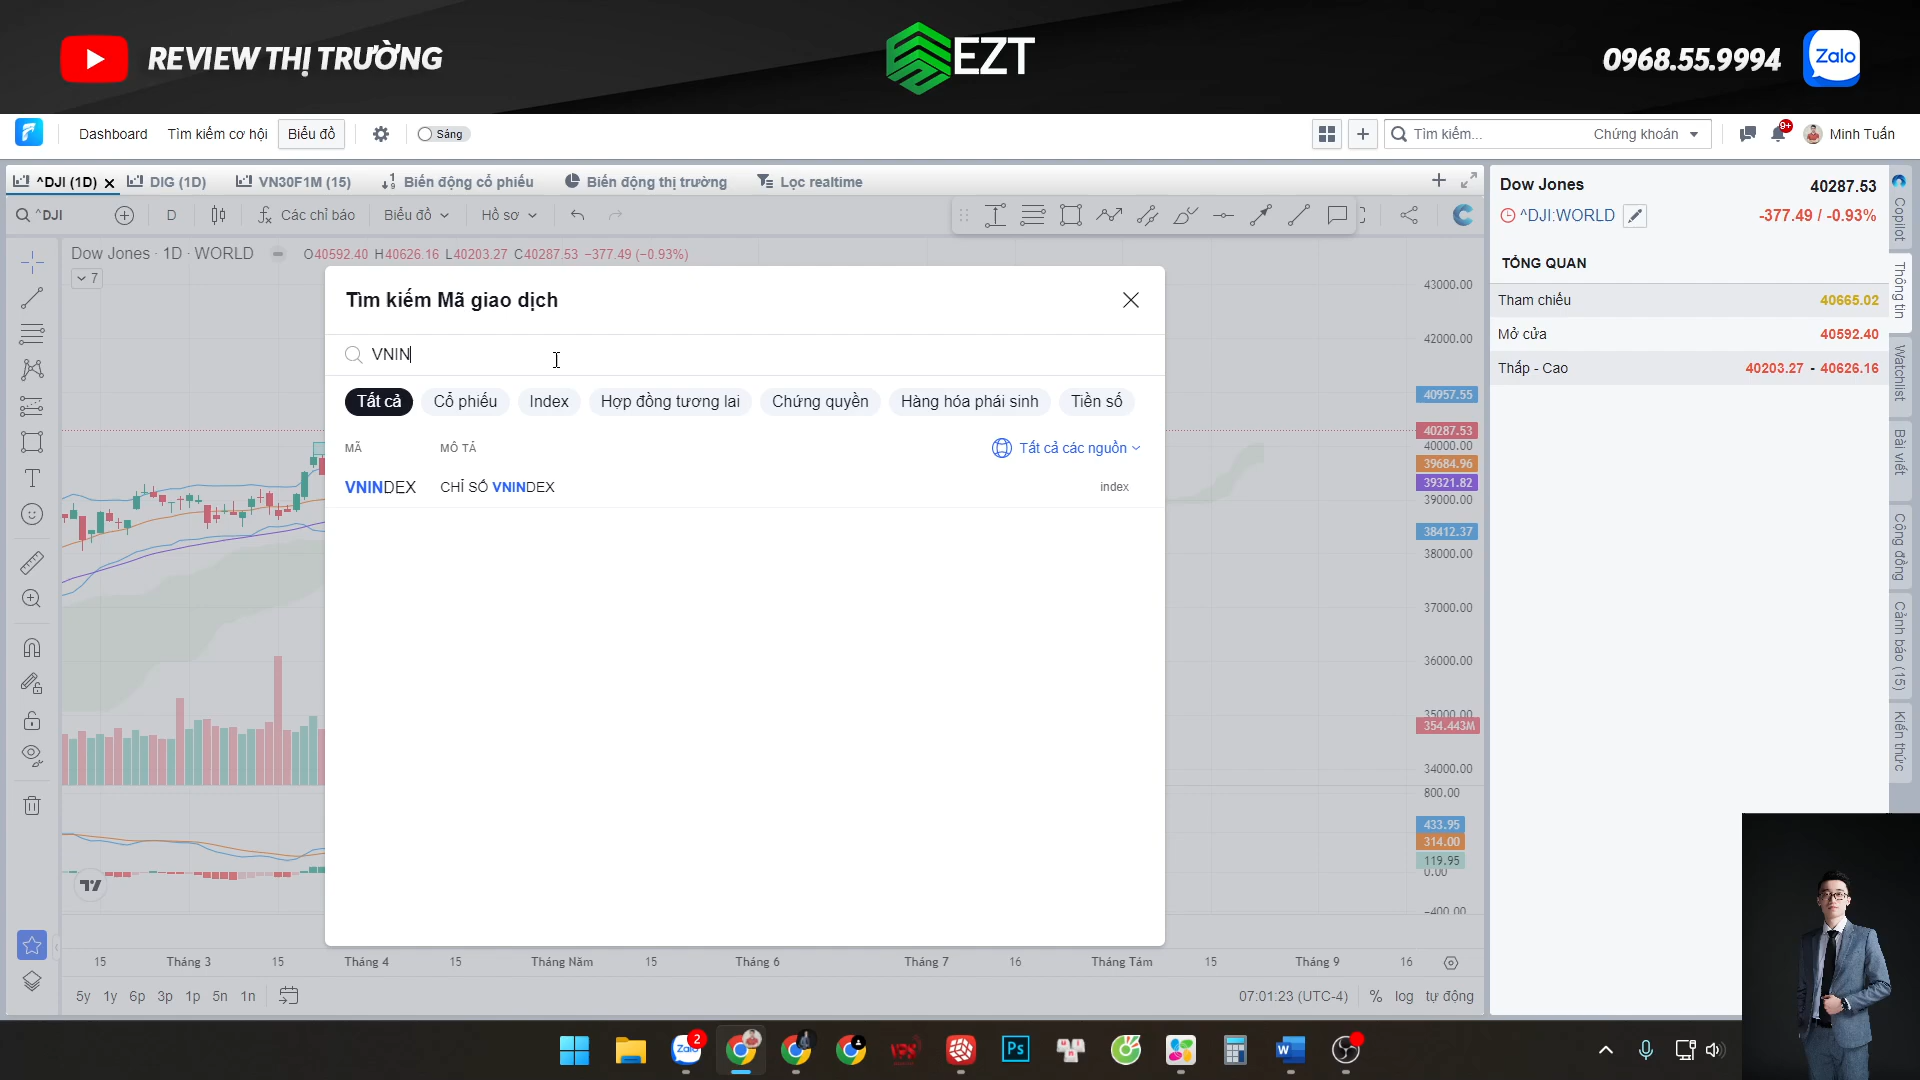 REVIEW THỊ TRƯỜNG
EZT
0968.55.9994
Zalo
Dashboard
Tìm kiếm cơ hội
Biểu đồ
Sáng
Tìm kiếm...
Chứng khoán
9+
Minh Tuấn
^DJI (1D)
DIG (1D)
VN30F1M (15)
Biến động cổ phiếu
Biến động thị trường
Lọc realtime
^DJI
D
Các chỉ báo
Biểu đồ
Hồ sơ
Dow Jones · 1D · WORLD
O40592.40 H40626.16 L40203.27 C40287.53 −377.49 (−0.93%)
7
Tìm kiếm Mã giao dịch
VNIN
Tất cả
Cổ phiếu
Index
Hợp đồng tương lai
Chứng quyền
Hàng hóa phái sinh
Tiền số
MÃ
MÔ TẢ
Tất cả các nguồn
VNINDEX
CHỈ SỐ VNINDEX
index
43000.00
42000.00
40957.55
40287.53
40000.00
39684.96
39321.82
39000.00
38412.37
38000.00
37000.00
36000.00
35000.00
354.443M
34000.00
800.00
433.95
314.00
119.95
0.00
−400.00
15
Tháng 3
15
Tháng 4
15
Tháng Năm
15
Tháng 6
Tháng 7
16
Tháng Tám
15
Tháng 9
16
5y
1y
6p
3p
1p
5n
1n
07:01:23 (UTC-4)
%
log
tự động
Dow Jones
40287.53
^DJI:WORLD
-377.49 / -0.93%
TỔNG QUAN
Tham chiếu
40665.02
Mở cửa
40592.40
Thấp - Cao
40203.27 - 40626.16
Copilot
Thông tin
Watchlist
Bài viết
Cộng đồng
Cảnh báo (15)
Kiến thức
Zalo
2
Ps
W